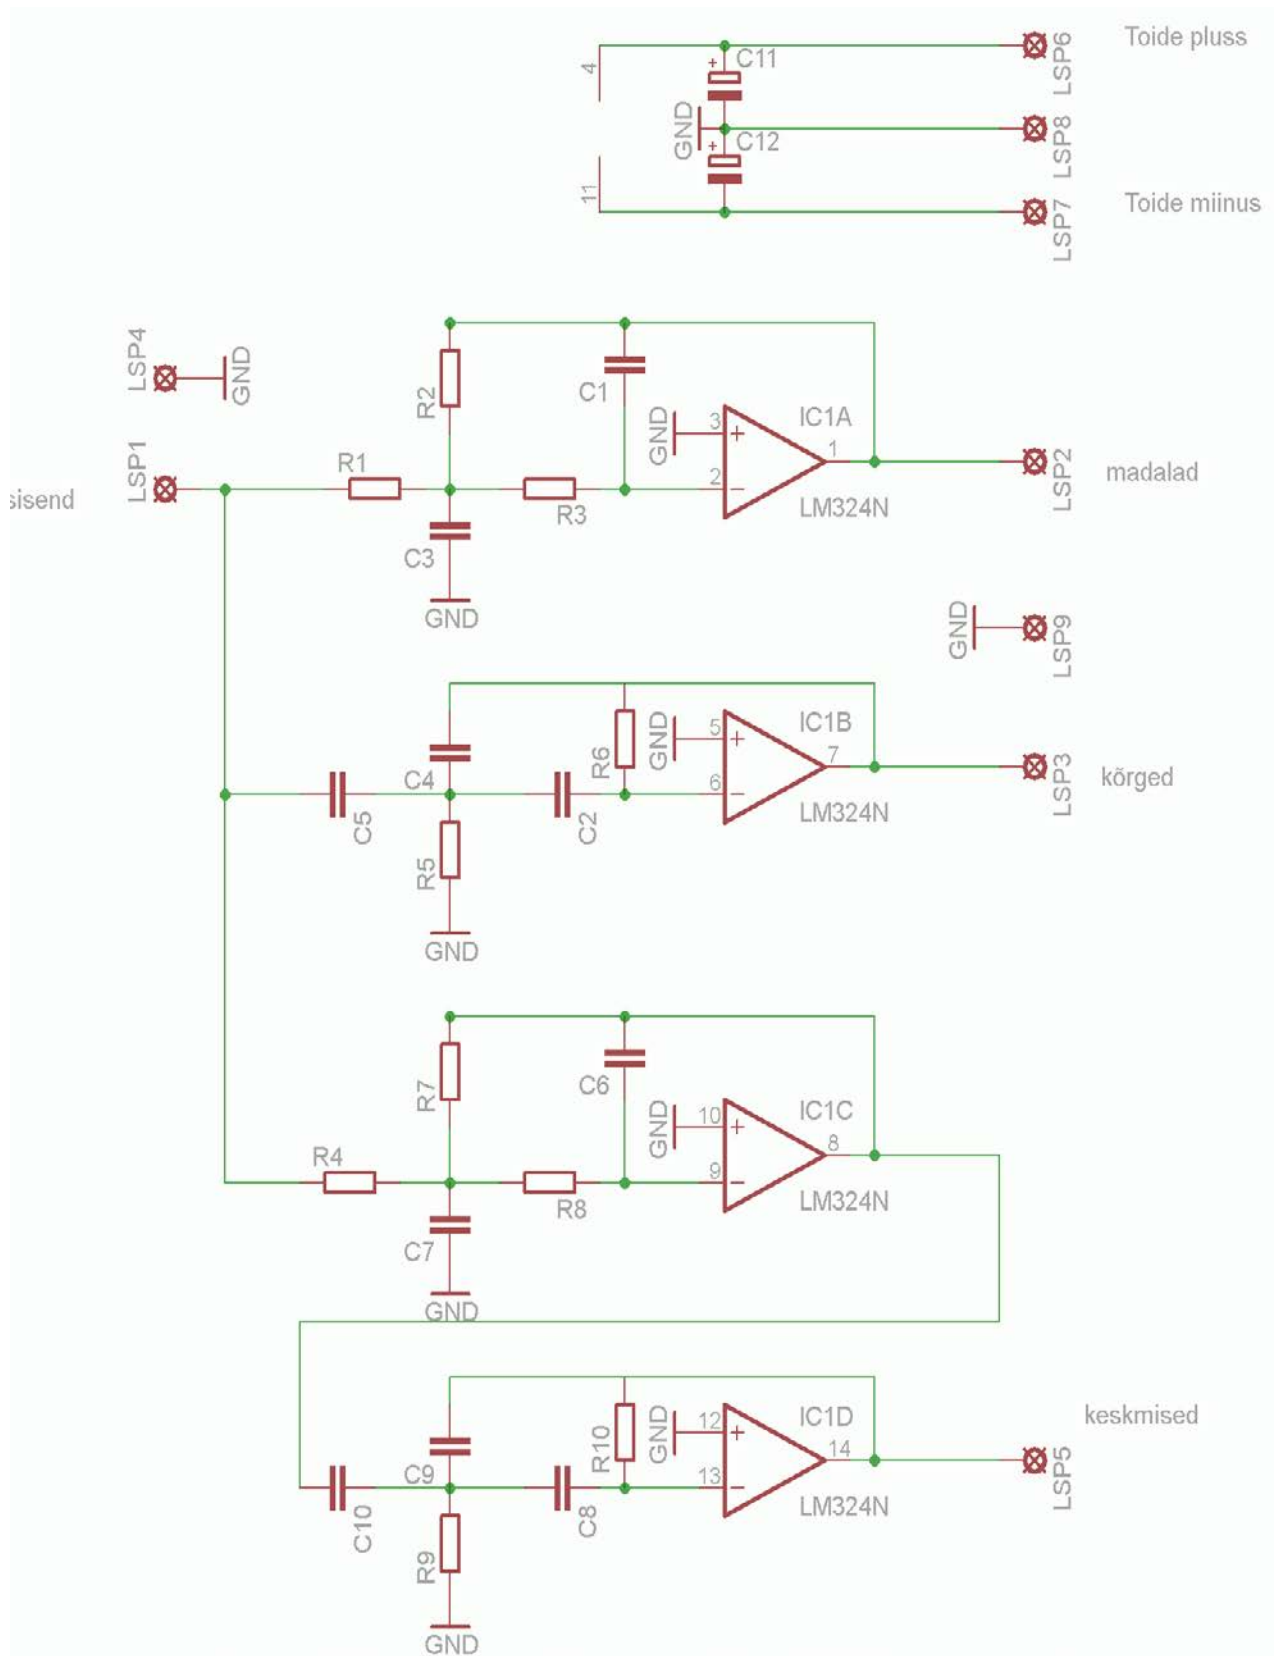 Toide pluss
LSP6
C11
4
GND
LSP8
C12
11
Toide miinus
LSP7
LSP4
GND
R2
C1
GND
3
IC1A
1
LSP1
R1
2
LSP2
madalad
sisend
R3
LM324N
C3
GND
GND
LSP9
IC1B
GND
5
R6
7
C4
6
LSP3
kõrged
C5
C2
LM324N
R5
GND
R7
C6
GND
10
IC1C
8
R4
9
R8
LM324N
C7
GND
R10
GND
12
IC1D
keskmised
14
C9
13
LSP5
C10
C8
LM324N
R9
GND